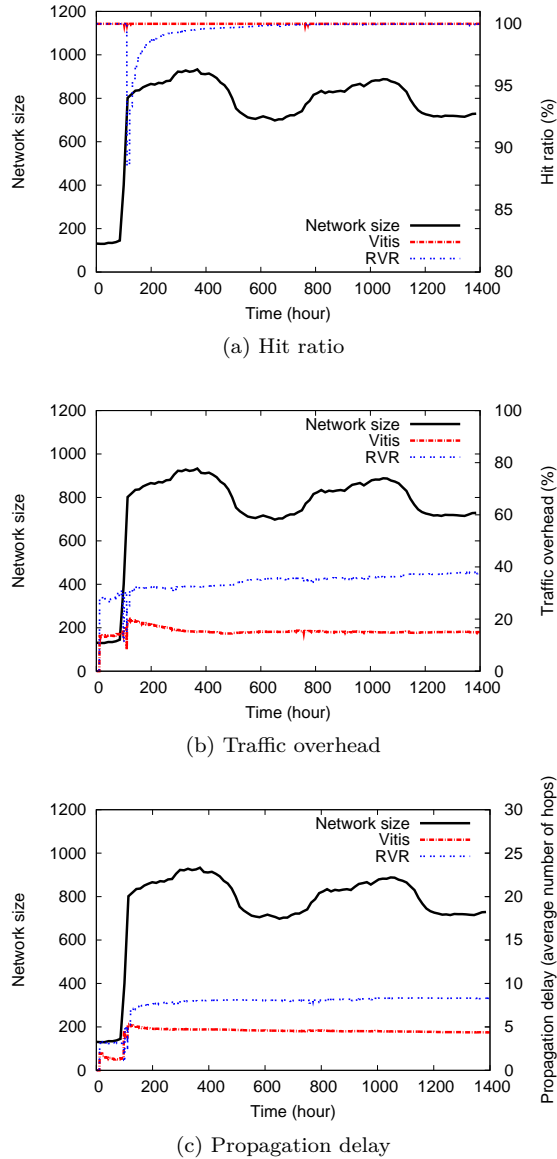 1200
1000
800
600
400
200
0
Network size
100
95
90
85
80
Hit ratio (%)
Network size
Vitis
RVR
0 200 400 600 800 1000 1200 1400
Time (hour)
(a) Hit ratio
1200
1000
800
600
400
200
0
Network size
100
80
60
40
20
0
Traffic overhead (%)
Network size
Vitis
RVR
0 200 400 600 800 1000 1200 1400
Time (hour)
(b) Traffic overhead
1200
1000
800
600
400
200
0
Network size
30
25
20
15
10
5
0
Propagation delay (average number of hops)
Network size
Vitis
RVR
0 200 400 600 800 1000 1200 1400
Time (hour)
(c) Propagation delay